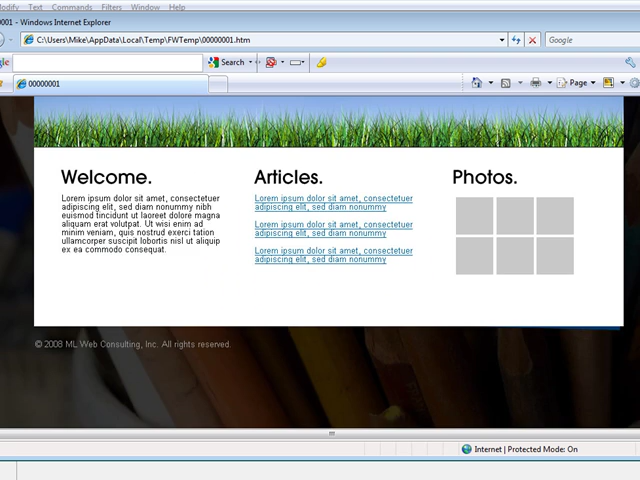 odify Text Commands Filters Window Help
001 - Windows Internet Explorer
C:\Users\Mike\AppData\Local\Temp\FWTemp\00000001.htm
Google
gle
Search
00000001
Page
Welcome.
Lorem ipsum dolor sit amet, consectetuer
adipiscing elit, sed diam nonummy nibh
euismod tincidunt ut laoreet dolore magna
aliquam erat volutpat. Ut wisi enim ad
minim veniam, quis nostrud exerci tation
ullamcorper suscipit lobortis nisl ut aliquip
ex ea commodo consequat.
Articles.
Lorem ipsum dolor sit amet, consectetuer
adipiscing elit, sed diam nonummy
Lorem ipsum dolor sit amet, consectetuer
adipiscing elit, sed diam nonummy
Lorem ipsum dolor sit amet, consectetuer
adipiscing elit, sed diam nonummy
Photos.
© 2008 ML Web Consulting, Inc. All rights reserved.
Internet | Protected Mode: On